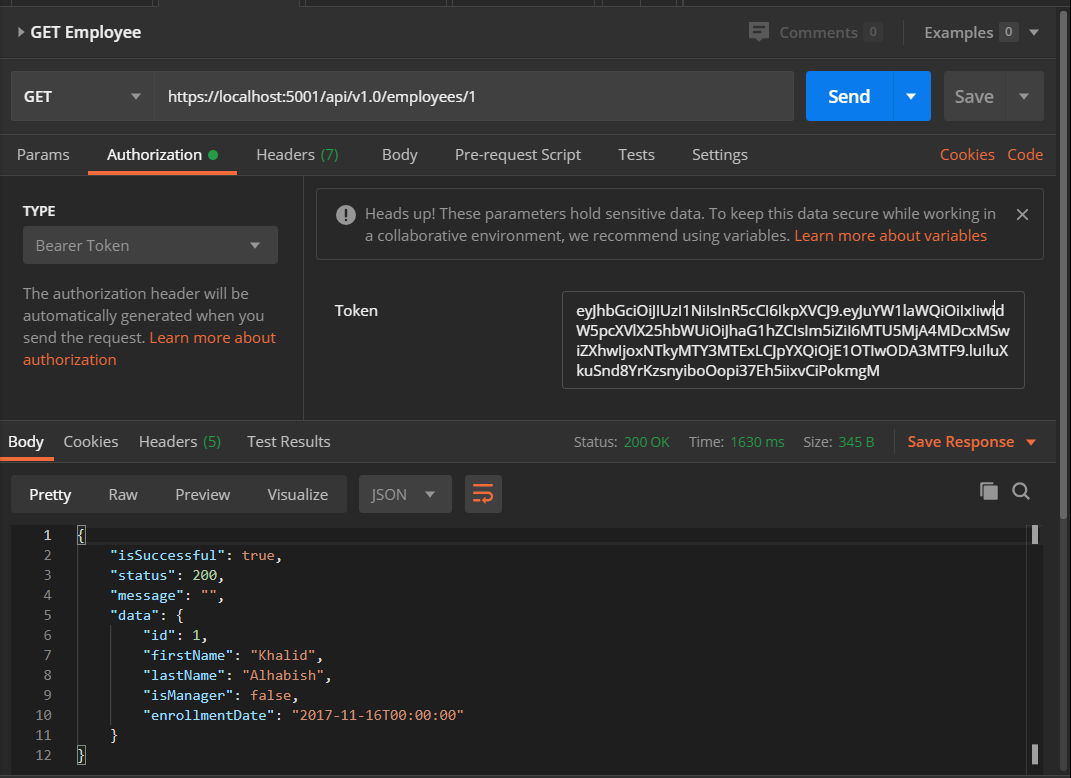 GET Employee
Comments 0
Examples 0
GET
https://localhost:5001/api/v1.0/employees/1
Send
Save
Params
Authorization
Headers (7)
Body
Pre-request Script
Tests
Settings
Cookies
Code
TYPE
Bearer Token
The authorization header will be
automatically generated when you
send the request. Learn more about
authorization
Heads up! These parameters hold sensitive data. To keep this data secure while working in
a collaborative environment, we recommend using variables. Learn more about variables
Token
eyJhbGciOiJIUzI1NiIsInR5cCI6IkpXVCJ9.eyJuYW1laWQiOiIxIiwid
W5pcXVlX25hbWUiOiJhaG1hZCIsIm5iZiI6MTU5MjA4MDcxMSw
iZXhwIjoxNTkyMTY3MTExLCJpYXQiOjE1OTIwODA3MTF9.luIluX
kuSnd8YrKzsnyiboOopi37Eh5iixvCiPokmgM
Body
Cookies
Headers (5)
Test Results
Status: 200 OK
Time: 1630 ms
Size: 345 B
Save Response
Pretty
Raw
Preview
Visualize
JSON
1 {
2 "isSuccessful": true,
3 "status": 200,
4 "message": "",
5 "data": {
6 "id": 1,
7 "firstName": "Khalid",
8 "lastName": "Alhabish",
9 "isManager": false,
10 "enrollmentDate": "2017-11-16T00:00:00"
11 }
12 }